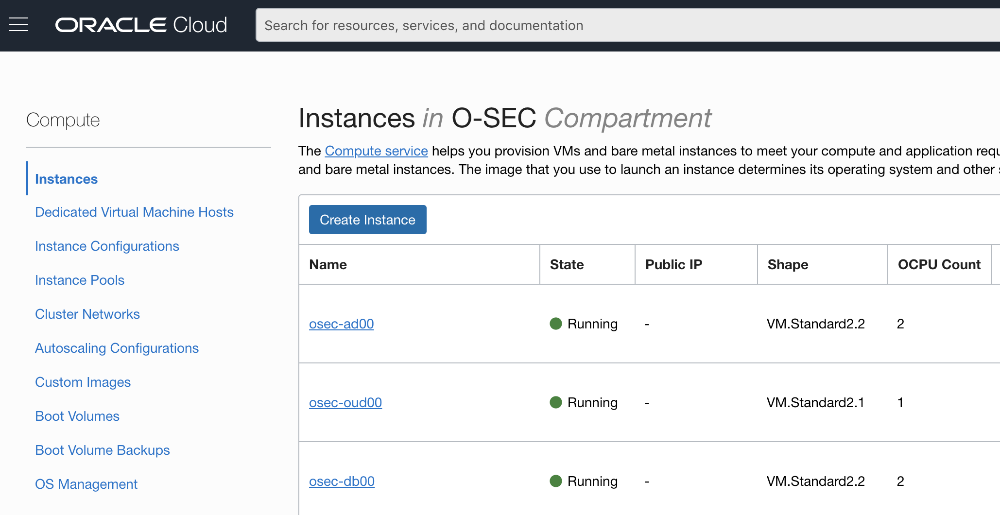 ORACLE Cloud
Search for resources, services, and documentation
Compute
Instances
Dedicated Virtual Machine Hosts
Instance Configurations
Instance Pools
Cluster Networks
Autoscaling Configurations
Custom Images
Boot Volumes
Boot Volume Backups
OS Management
Instances in O-SEC Compartment
The Compute service helps you provision VMs and bare metal instances to meet your compute and application
and bare metal instances. The image that you use to launch an instance determines its operating system and other
Create Instance
Name State Public IP Shape OCPU Count
osec-ad00 Running - VM.Standard2.2 2
osec-oud00 Running - VM.Standard2.1 1
osec-db00 Running - VM.Standard2.2 2